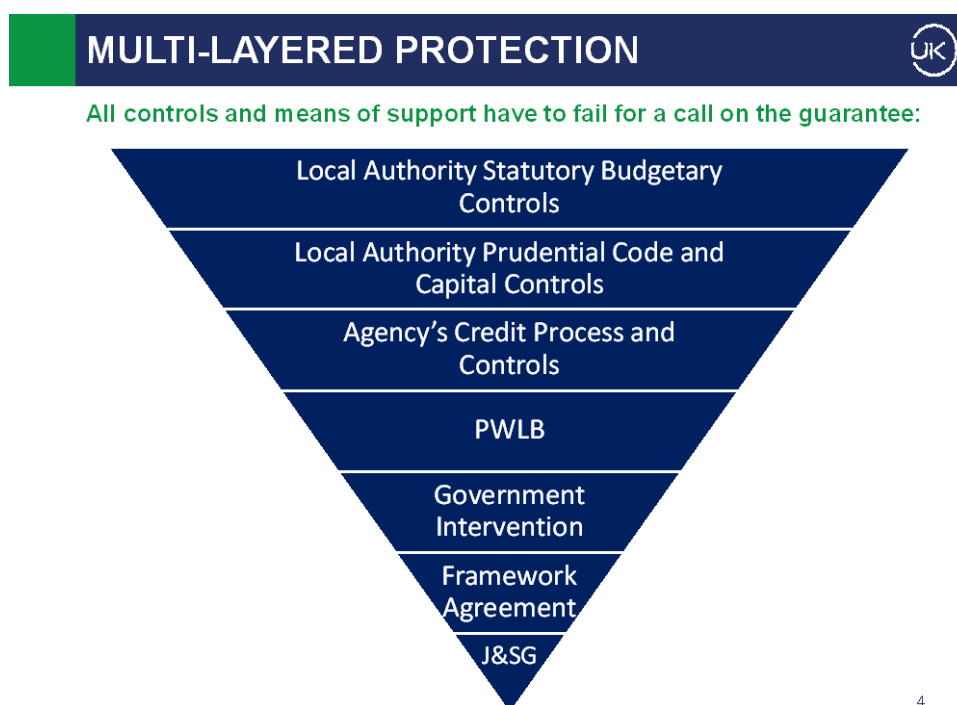 MULTI-LAYERED PROTECTION
UK
All controls and means of support have to fail for a call on the guarantee:
Local Authority Statutory Budgetary
Controls
Local Authority Prudential Code and
Capital Controls
Agency’s Credit Process and
Controls
PWLB
Government
Intervention
Framework
Agreement
J&SG
4